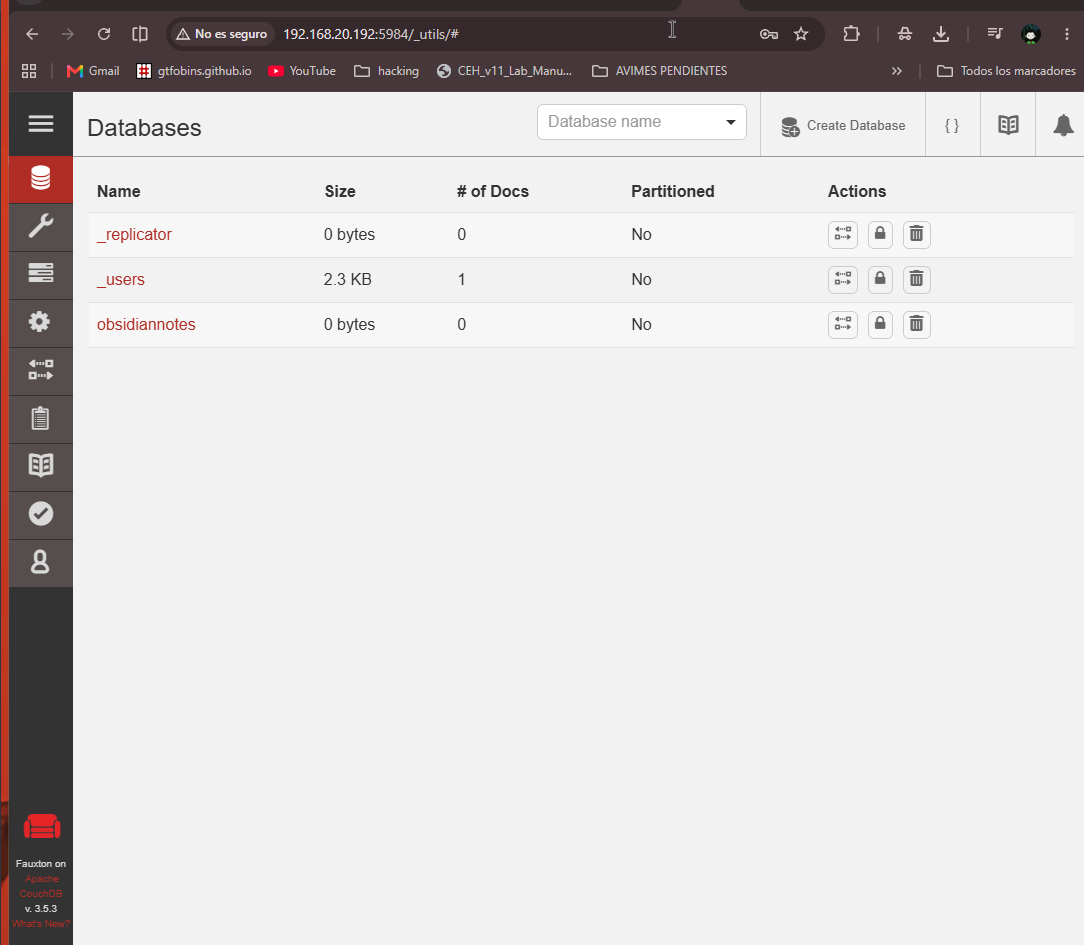 No es seguro 192.168.20.192:5984/_utils/#
Gmail gtfobins.github.io YouTube hacking CEH_v11_Lab_Manu... AVIMES PENDIENTES » Todos los marcadores
Databases Database name Create Database { }
Name Size # of Docs Partitioned Actions
_replicator 0 bytes 0 No
_users 2.3 KB 1 No
obsidiannotes 0 bytes 0 No
Fauxton on
Apache
CouchDB
v. 3.5.3
What's New?